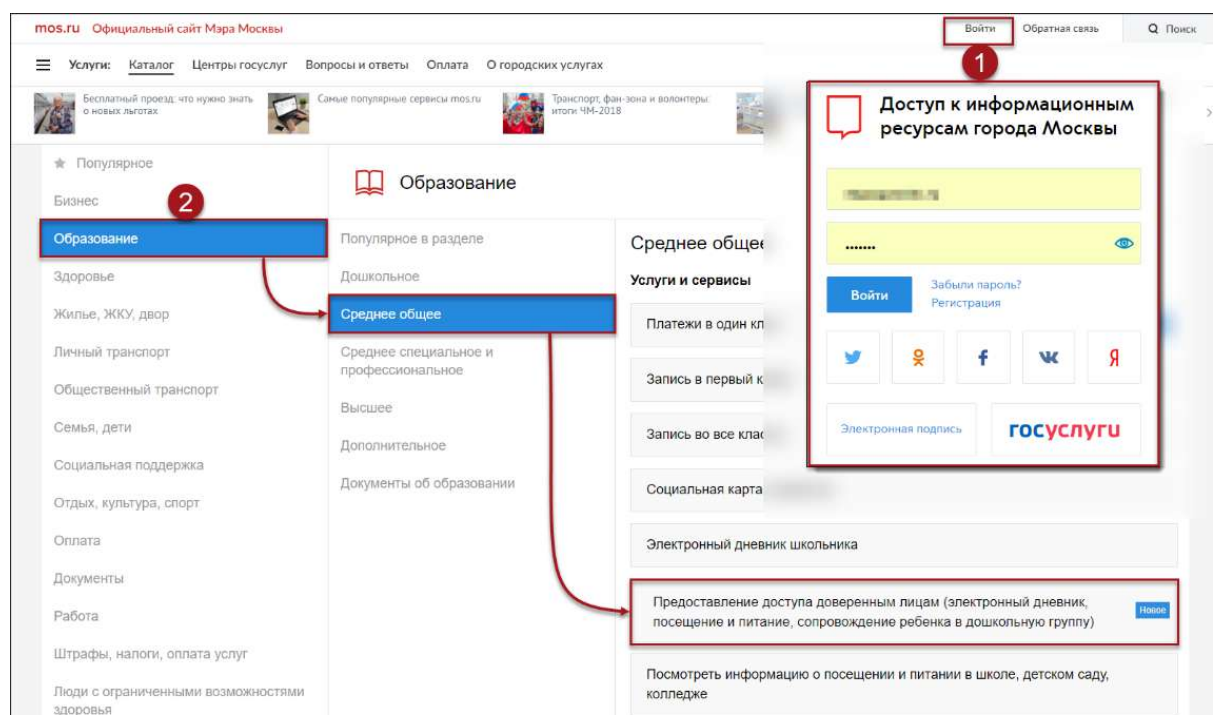 mos.ru Официальный сайт Мэра Москвы
Войти
Обратная связь
Поиск
1
Услуги: Каталог Центры госуслуг Вопросы и ответы Оплата О городских услугах
Бесплатный проезд: что нужно знать
о новых льготах
Самые популярные сервисы mos.ru
Транспорт, фан-зона и волонтеры:
итоги ЧМ-2018
Доступ к информационным
ресурсам города Москвы
Войти
Забыли пароль?
Регистрация
Электронная подпись
госуслуги
Популярное
Бизнес
2
Образование
Здоровье
Жилье, ЖКУ, двор
Личный транспорт
Общественный транспорт
Семья, дети
Социальная поддержка
Отдых, культура, спорт
Оплата
Документы
Работа
Штрафы, налоги, оплата услуг
Люди с ограниченными возможностями
здоровья
Образование
Популярное в разделе
Дошкольное
Среднее общее
Среднее специальное и
профессиональное
Высшее
Дополнительное
Документы об образовании
Среднее общее
Услуги и сервисы
Платежи в один кл
Запись в первый к
Запись во все клас
Социальная карта
Электронный дневник школьника
Предоставление доступа доверенным лицам (электронный дневник,
посещение и питание, сопровождение ребенка в дошкольную группу)
Новое
Посмотреть информацию о посещении и питании в школе, детском саду,
колледже